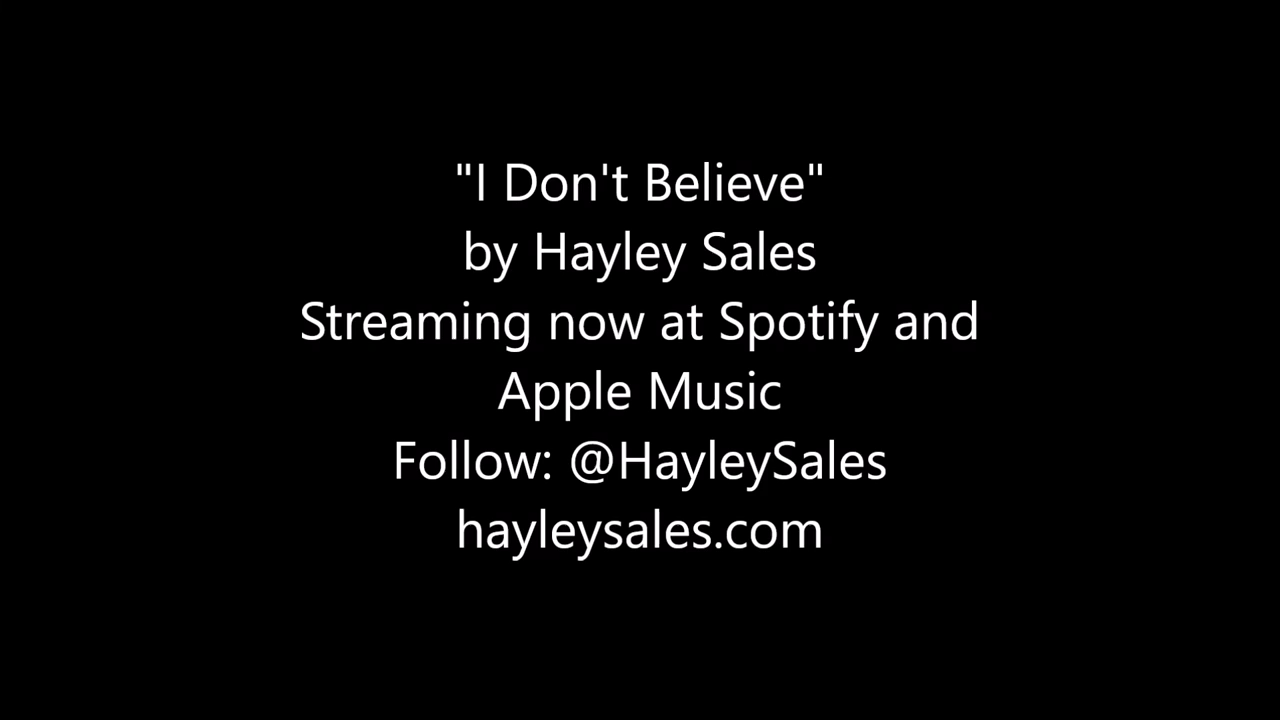 "I Don't Believe"
by Hayley Sales
Streaming now at Spotify and
Apple Music
Follow: @HayleySales
hayleysales.com